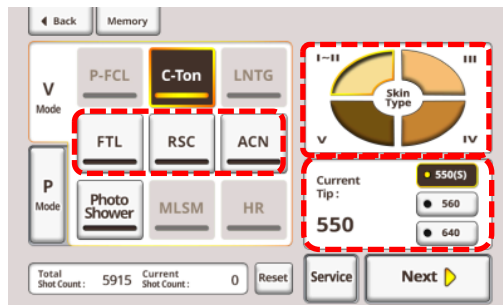 Back Memory
V Mode
P-FCL C-Ton LNTG
FTL RSC ACN
P Mode
Photo Shower MLSM HR
I~II III
Skin Type
V IV
Current Tip :
550
550(S)
560
640
Total Shot Count : 5915 Current Shot Count : 0 Reset
Service Next